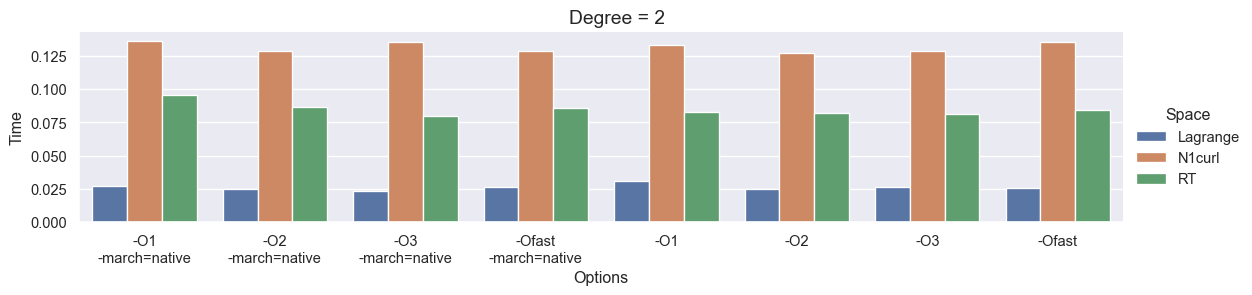 Degree = 2
Time
0.125
0.100
0.075
0.050
0.025
0.000
-O1
-march=native
-O2
-march=native
-O3
-march=native
-Ofast
-march=native
-O1
-O2
-O3
-Ofast
Options
Space
Lagrange
N1curl
RT